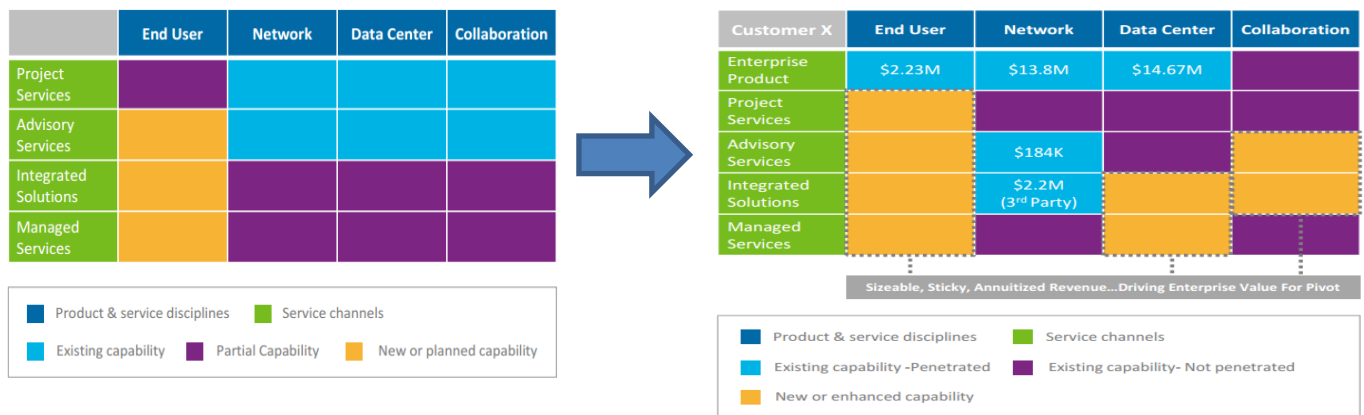 End User Network Data Center Collaboration
Project
Services
Advisory
Services
Integrated
Solutions
Managed
Services
Product & service disciplines Service channels
Existing capability Partial Capability New or planned capability
Customer X End User Network Data Center Collaboration
Enterprise
Product
$2.23M $13.8M $14.67M
Project
Services
Advisory
Services
$184K
Integrated
Solutions
$2.2M
(3rd Party)
Managed
Services
Sizeable, Sticky, Annuitized Revenue...Driving Enterprise Value For Pivot
Product & service disciplines Service channels
Existing capability -Penetrated Existing capability- Not penetrated
New or enhanced capability